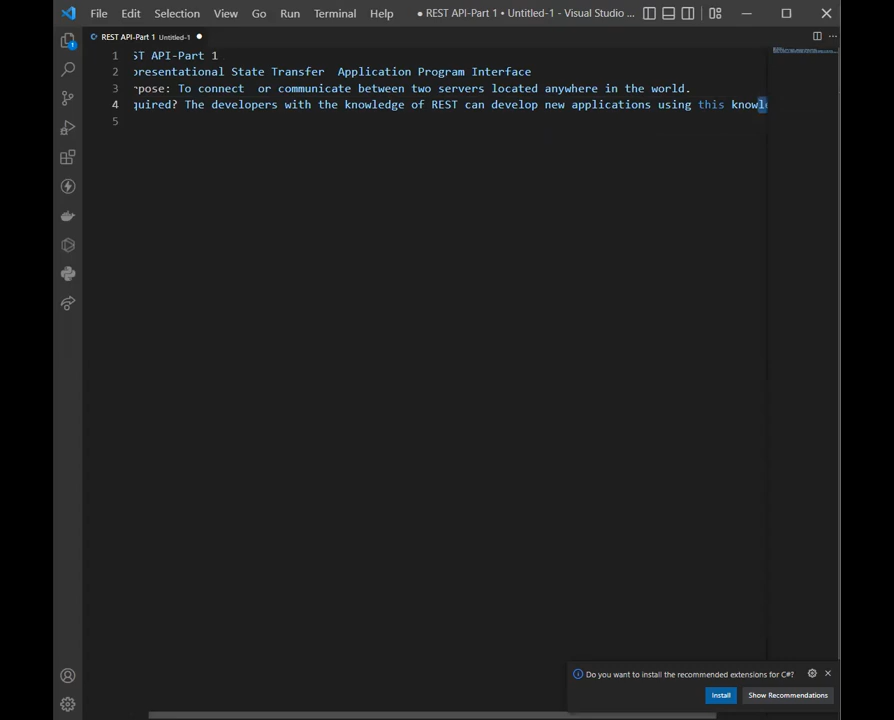 File Edit Selection View Go Run Terminal Help ● REST API-Part 1 • Untitled-1 - Visual Studio ...
REST API-Part 1 Untitled-1 ●
1 ST API-Part 1
2 presentational State Transfer Application Program Interface
3 rpose: To connect or communicate between two servers located anywhere in the world.
4 quired? The developers with the knowledge of REST can develop new applications using this knowl
5
1
Do you want to install the recommended extensions for C#?
Install Show Recommendations